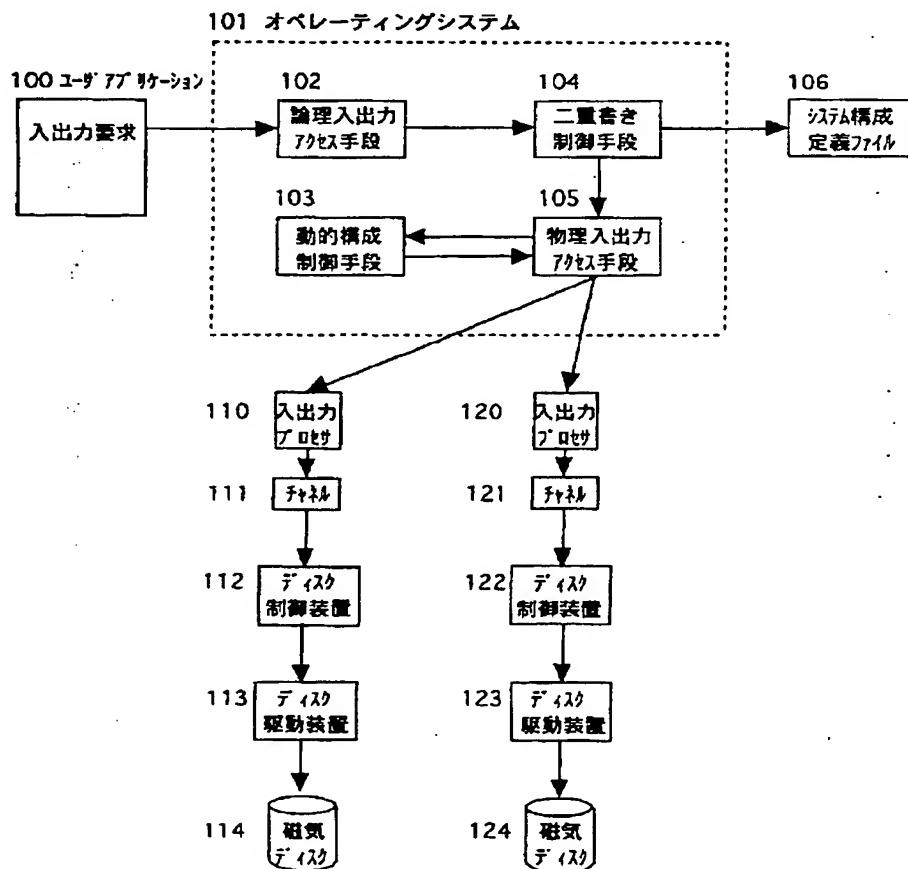 101 オペレーティングシステム
100 ユーザアプリケーション
102
104
106
入出力要求
論理入出力
アクセス手段
二重書き
制御手段
システム構成
定義ファイル
103
105
動的構成
制御手段
物理入出力
アクセス手段
110
入出力
プロセサ
120
入出力
プロセサ
111
チャネル
121
チャネル
112
ディスク
制御装置
122
ディスク
制御装置
113
ディスク
駆動装置
123
ディスク
駆動装置
114
磁気
ディスク
124
磁気
ディスク